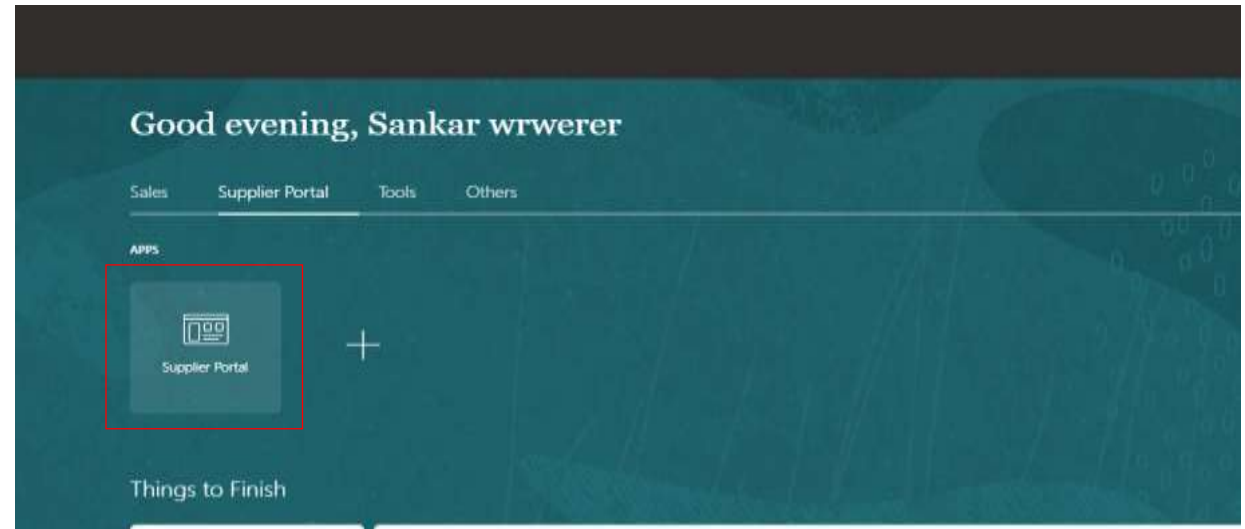 Good evening, Sankar wrwerer
Sales Supplier Portal Tools Others
APPS
Supplier Portal
Things to Finish